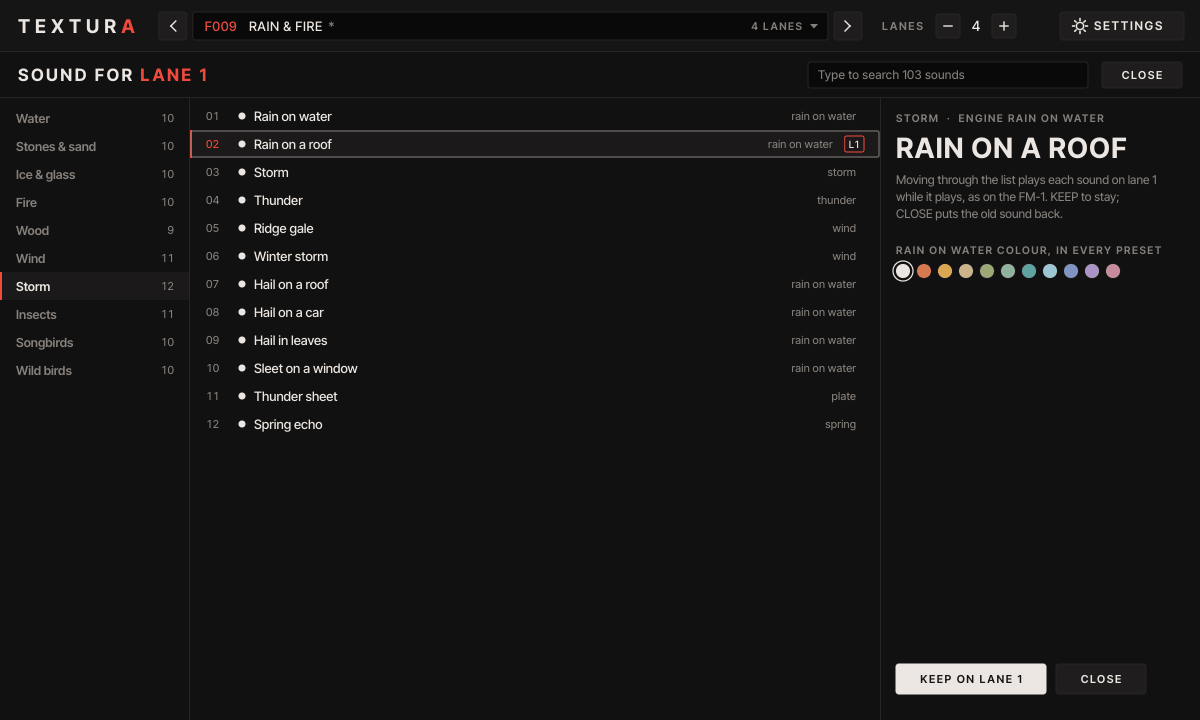 TEXTURA
F009 RAIN & FIRE *
4 LANES
LANES
4
SETTINGS
SOUND FOR LANE 1
Type to search 103 sounds
CLOSE
Water 10
Stones & sand 10
Ice & glass 10
Fire 10
Wood 9
Wind 11
Storm 12
Insects 11
Songbirds 10
Wild birds 10
01 Rain on water rain on water
02 Rain on a roof rain on water L1
03 Storm storm
04 Thunder thunder
05 Ridge gale wind
06 Winter storm wind
07 Hail on a roof rain on water
08 Hail on a car rain on water
09 Hail in leaves rain on water
10 Sleet on a window rain on water
11 Thunder sheet plate
12 Spring echo spring
STORM · ENGINE RAIN ON WATER
RAIN ON A ROOF
Moving through the list plays each sound on lane 1
while it plays, as on the FM-1. KEEP to stay;
CLOSE puts the old sound back.
RAIN ON WATER COLOUR, IN EVERY PRESET
KEEP ON LANE 1
CLOSE